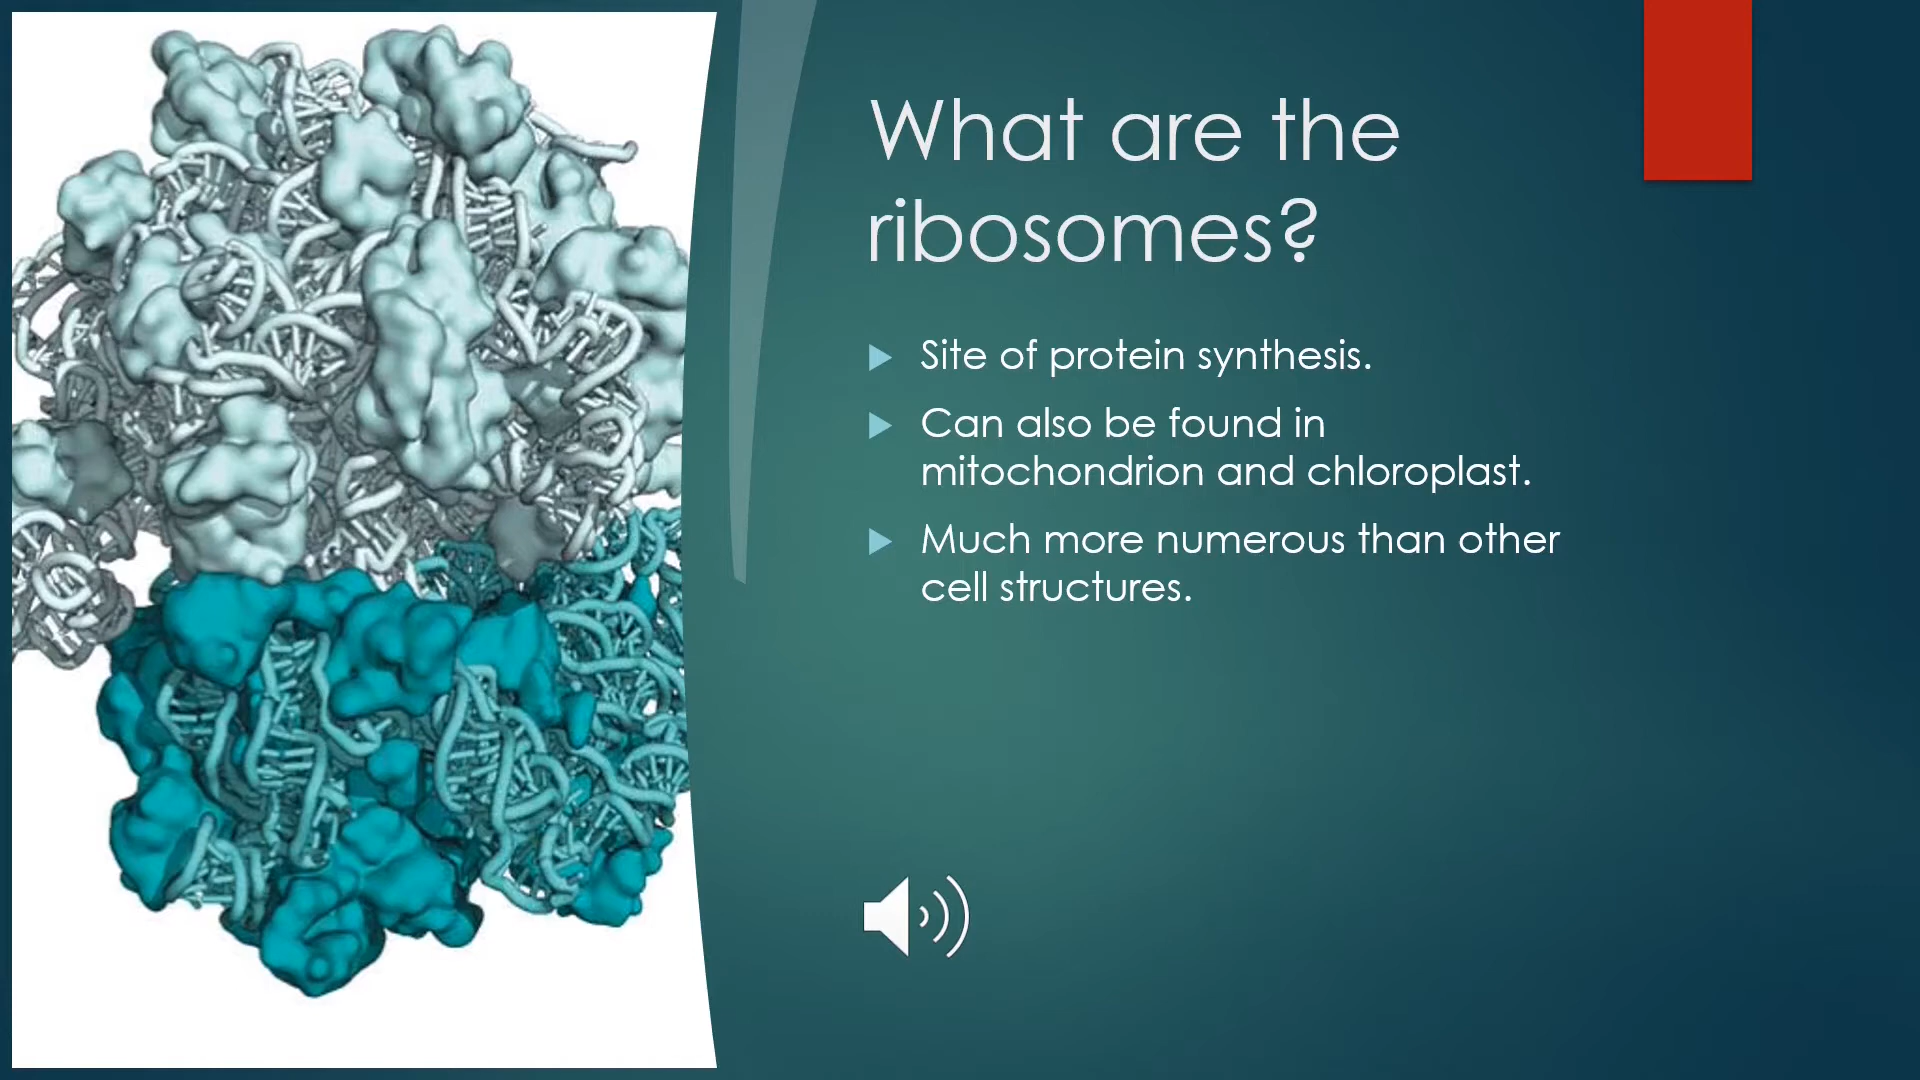 What are the
ribosomes?
Site of protein synthesis.
Can also be found in
mitochondrion and chloroplast.
Much more numerous than other
cell structures.